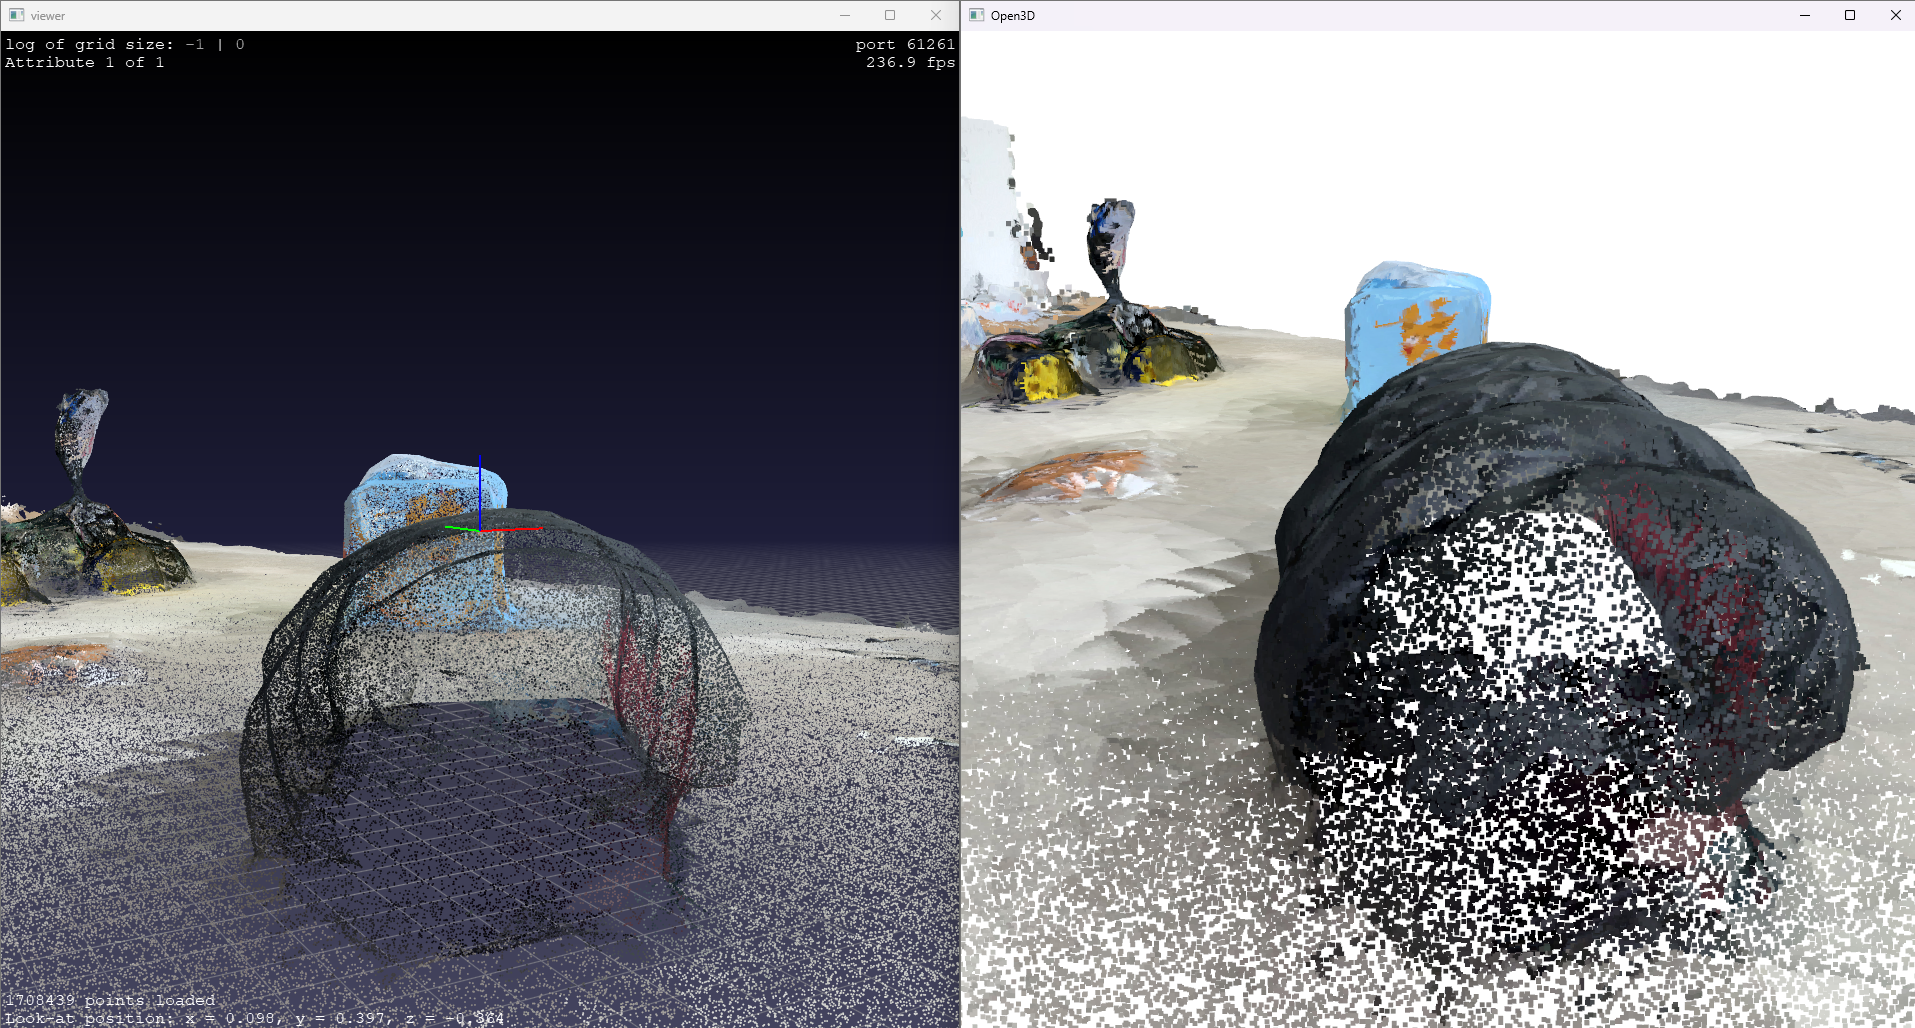 viewer
log of grid size: -1 | 0
port 61261
Attribute 1 of 1
236.9 fps
1708439 points loaded
Look-at position: x = 0.098, y = 0.397, z = -0.364
Open3D